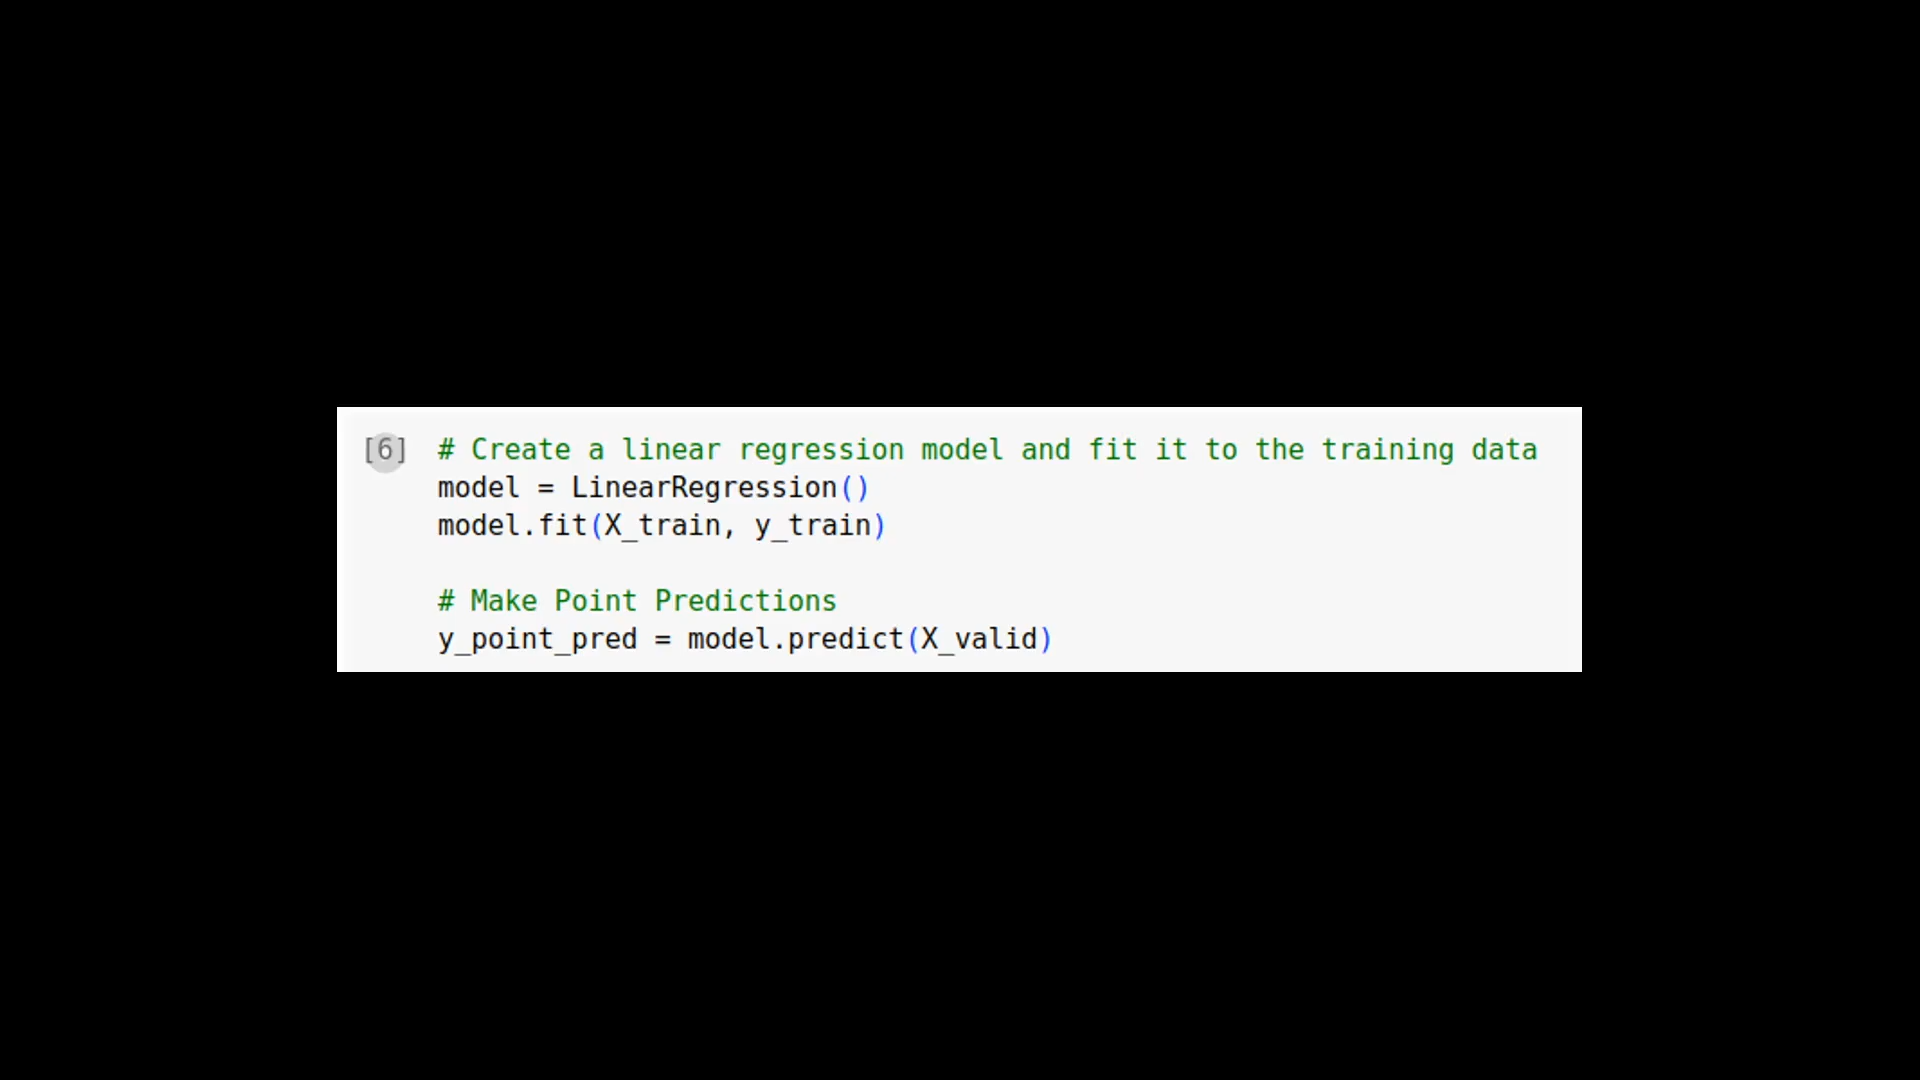 [6] # Create a linear regression model and fit it to the training data
model = LinearRegression()
model.fit(X_train, y_train)
# Make Point Predictions
y_point_pred = model.predict(X_valid)